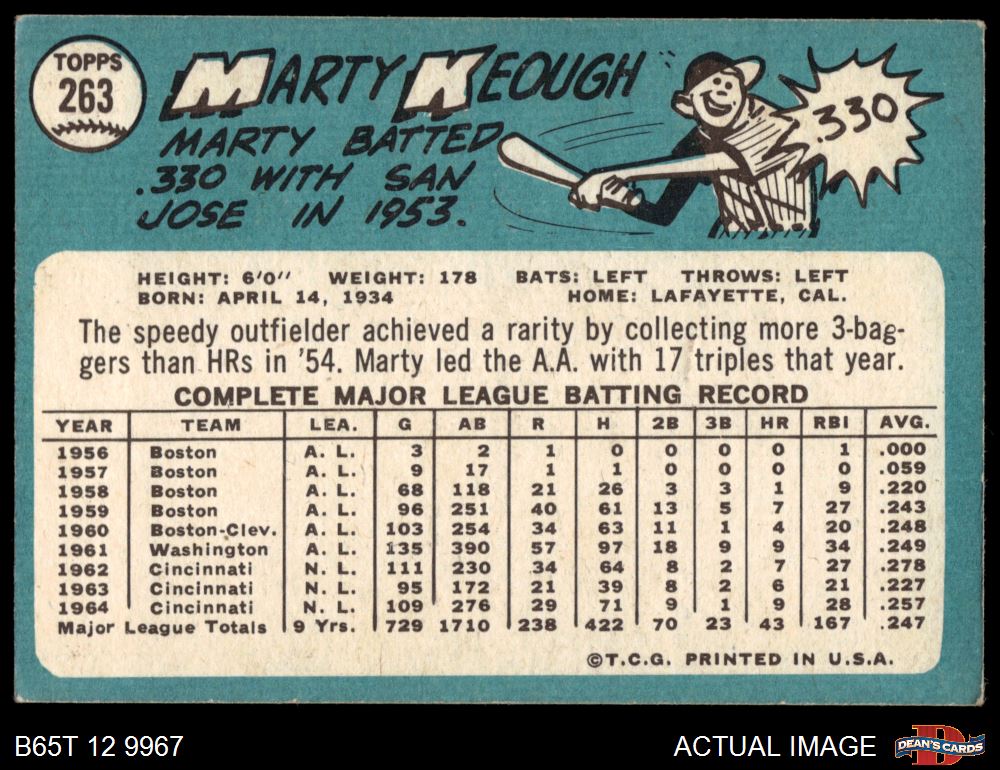 TOPPS
263
MARTY KEOUGH
MARTY BATTED
.330 WITH SAN
JOSE IN 1953.
.330
HEIGHT: 6'0" WEIGHT: 178 BATS: LEFT THROWS: LEFT
BORN: APRIL 14, 1934 HOME: LAFAYETTE, CAL.
The speedy outfielder achieved a rarity by collecting more 3-bag-
gers than HRs in '54. Marty led the A.A. with 17 triples that year.
COMPLETE MAJOR LEAGUE BATTING RECORD
YEAR TEAM LEA. G AB R H 2B 3B HR RBI AVG.
1956 Boston A. L. 3 2 1 0 0 0 0 1 .000
1957 Boston A. L. 9 17 1 1 0 0 0 0 .059
1958 Boston A. L. 68 118 21 26 3 3 1 9 .220
1959 Boston A. L. 96 251 40 61 13 5 7 27 .243
1960 Boston-Clev. A. L. 103 254 34 63 11 1 4 20 .248
1961 Washington A. L. 135 390 57 97 18 9 9 34 .249
1962 Cincinnati N. L. 111 230 34 64 8 2 7 27 .278
1963 Cincinnati N. L. 95 172 21 39 8 2 6 21 .227
1964 Cincinnati N. L. 109 276 29 71 9 1 9 28 .257
Major League Totals 9 Yrs. 729 1710 238 422 70 23 43 167 .247
©T.C.G. PRINTED IN U.S.A.
B65T 12 9967
ACTUAL IMAGE
D
DEAN'S CARDS